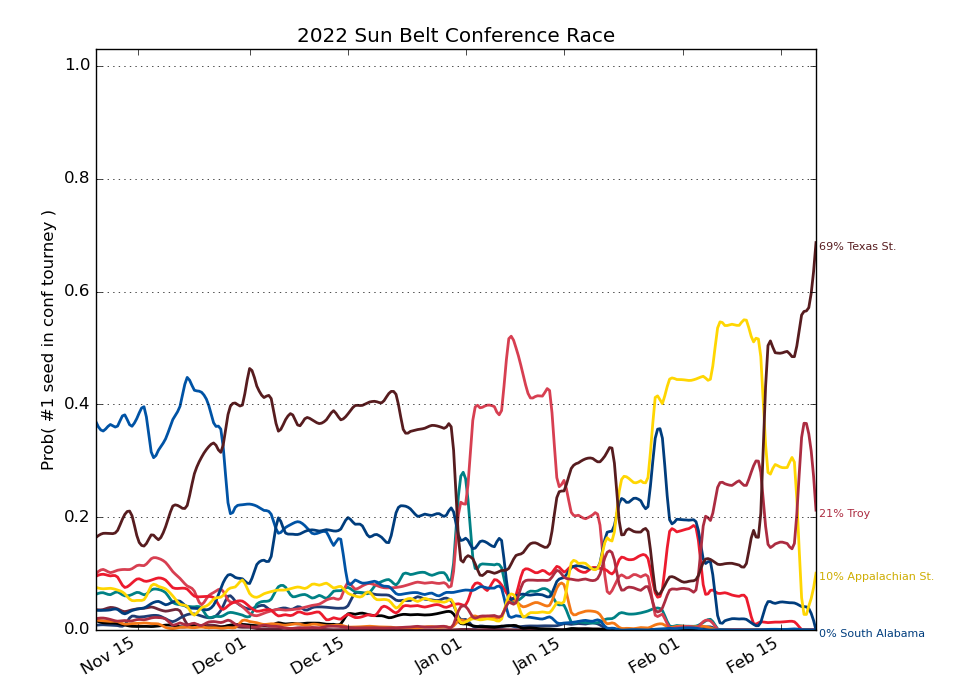 2022 Sun Belt Conference Race
Prob( #1 seed in conf tourney )
1.0
0.8
0.6
0.4
0.2
0.0
69% Texas St.
21% Troy
10% Appalachian St.
0% South Alabama
Nov 15
Dec 01
Dec 15
Jan 01
Jan 15
Feb 01
Feb 15